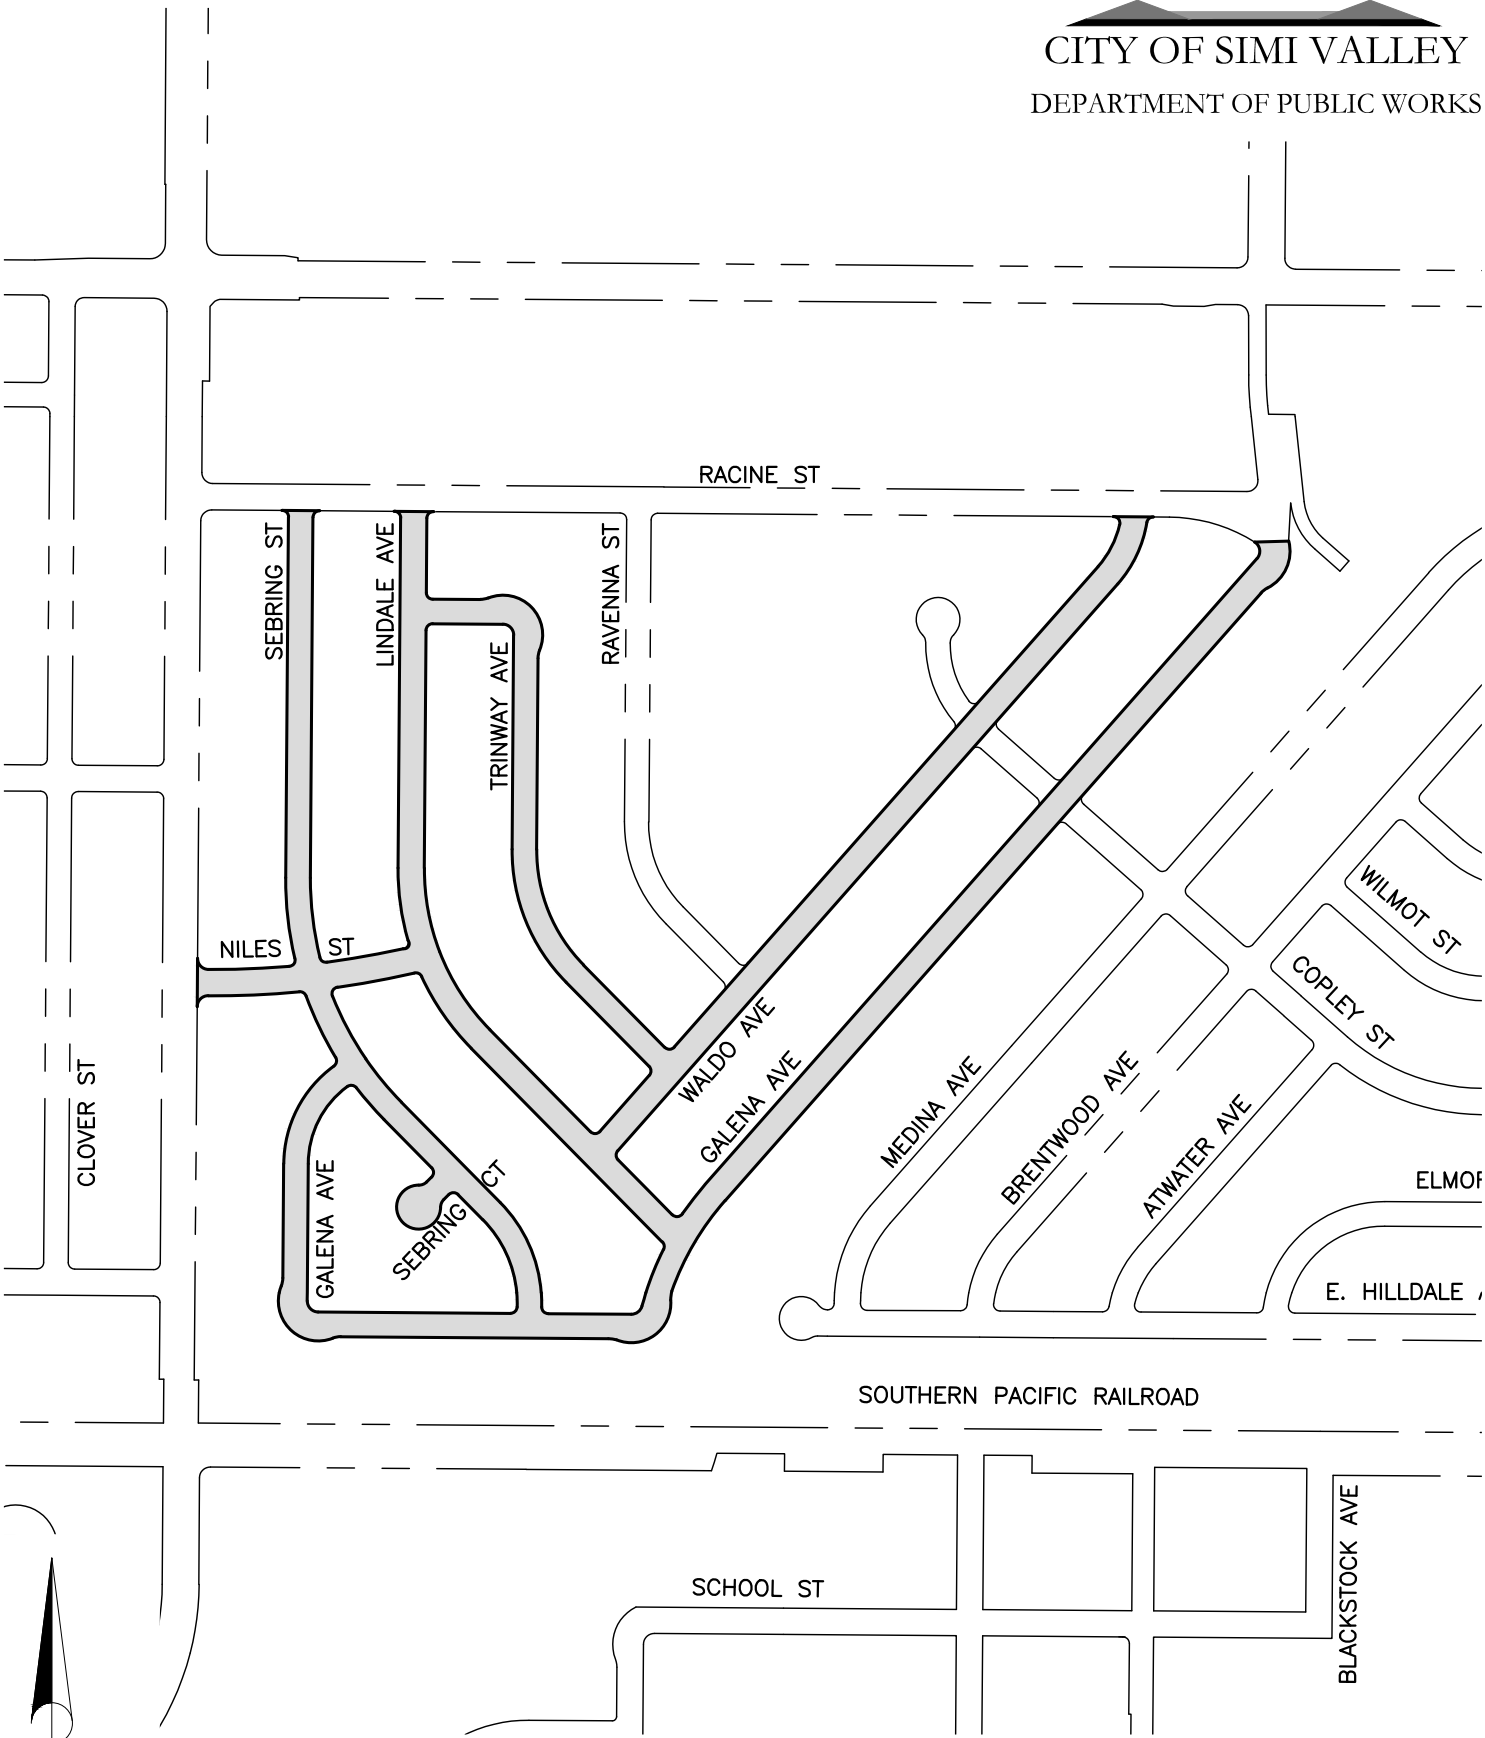 CITY OF SIMI VALLEY
DEPARTMENT OF PUBLIC WORKS
RACINE ST
SEBRING ST
LINDALE AVE
RAVENNA ST
TRINWAY AVE
WILMOT ST
NILES ST
COPLEY ST
WALDO AVE
GALENA AVE
MEDINA AVE
BRENTWOOD AVE
ATWATER AVE
CLOVER ST
GALENA AVE
SEBRING CT
ELMOR
E. HILLDALE
SOUTHERN PACIFIC RAILROAD
BLACKSTOCK AVE
SCHOOL ST